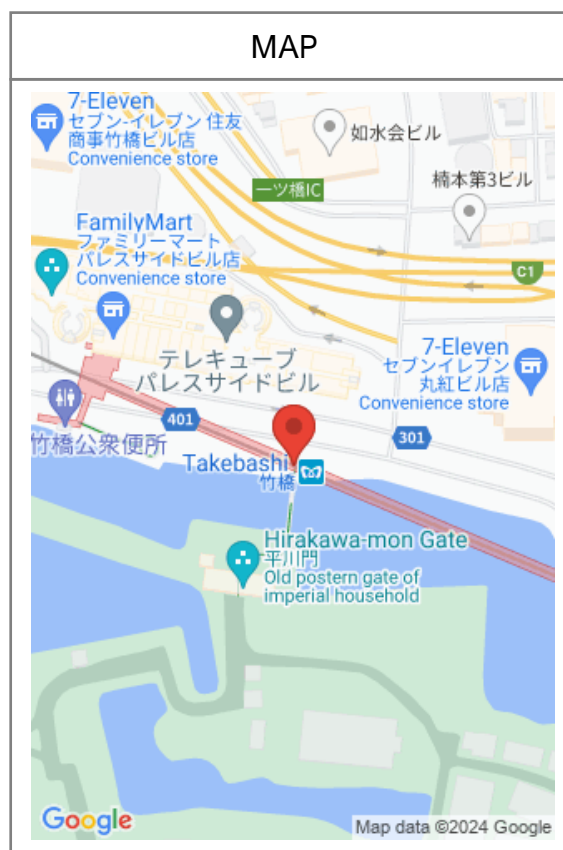 MAP
7-Eleven
セブン-イレブン 住友
商事竹橋ビル店
Convenience store
如水会ビル
一ツ橋IC
楠本第3ビル
FamilyMart
ファミリーマート
パレスサイドビル店
Convenience store
C1
テレキューブ
パレスサイドビル
7-Eleven
セブンイレブン
丸紅ビル店
Convenience store
401
301
竹橋公衆便所
Takebashi
竹橋
Hirakawa-mon Gate
平川門
Old postern gate of
imperial household
Google
Map data ©2024 Google